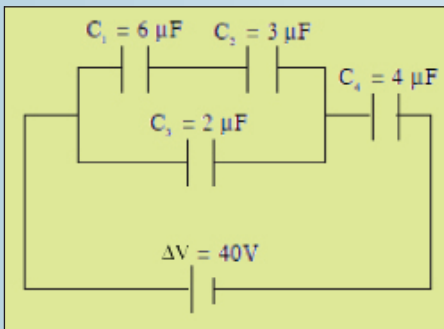 C₁ = 6 µF
C₂ = 3 µF
C₄ = 4 µF
C₃ = 2 µF
ΔV = 40V